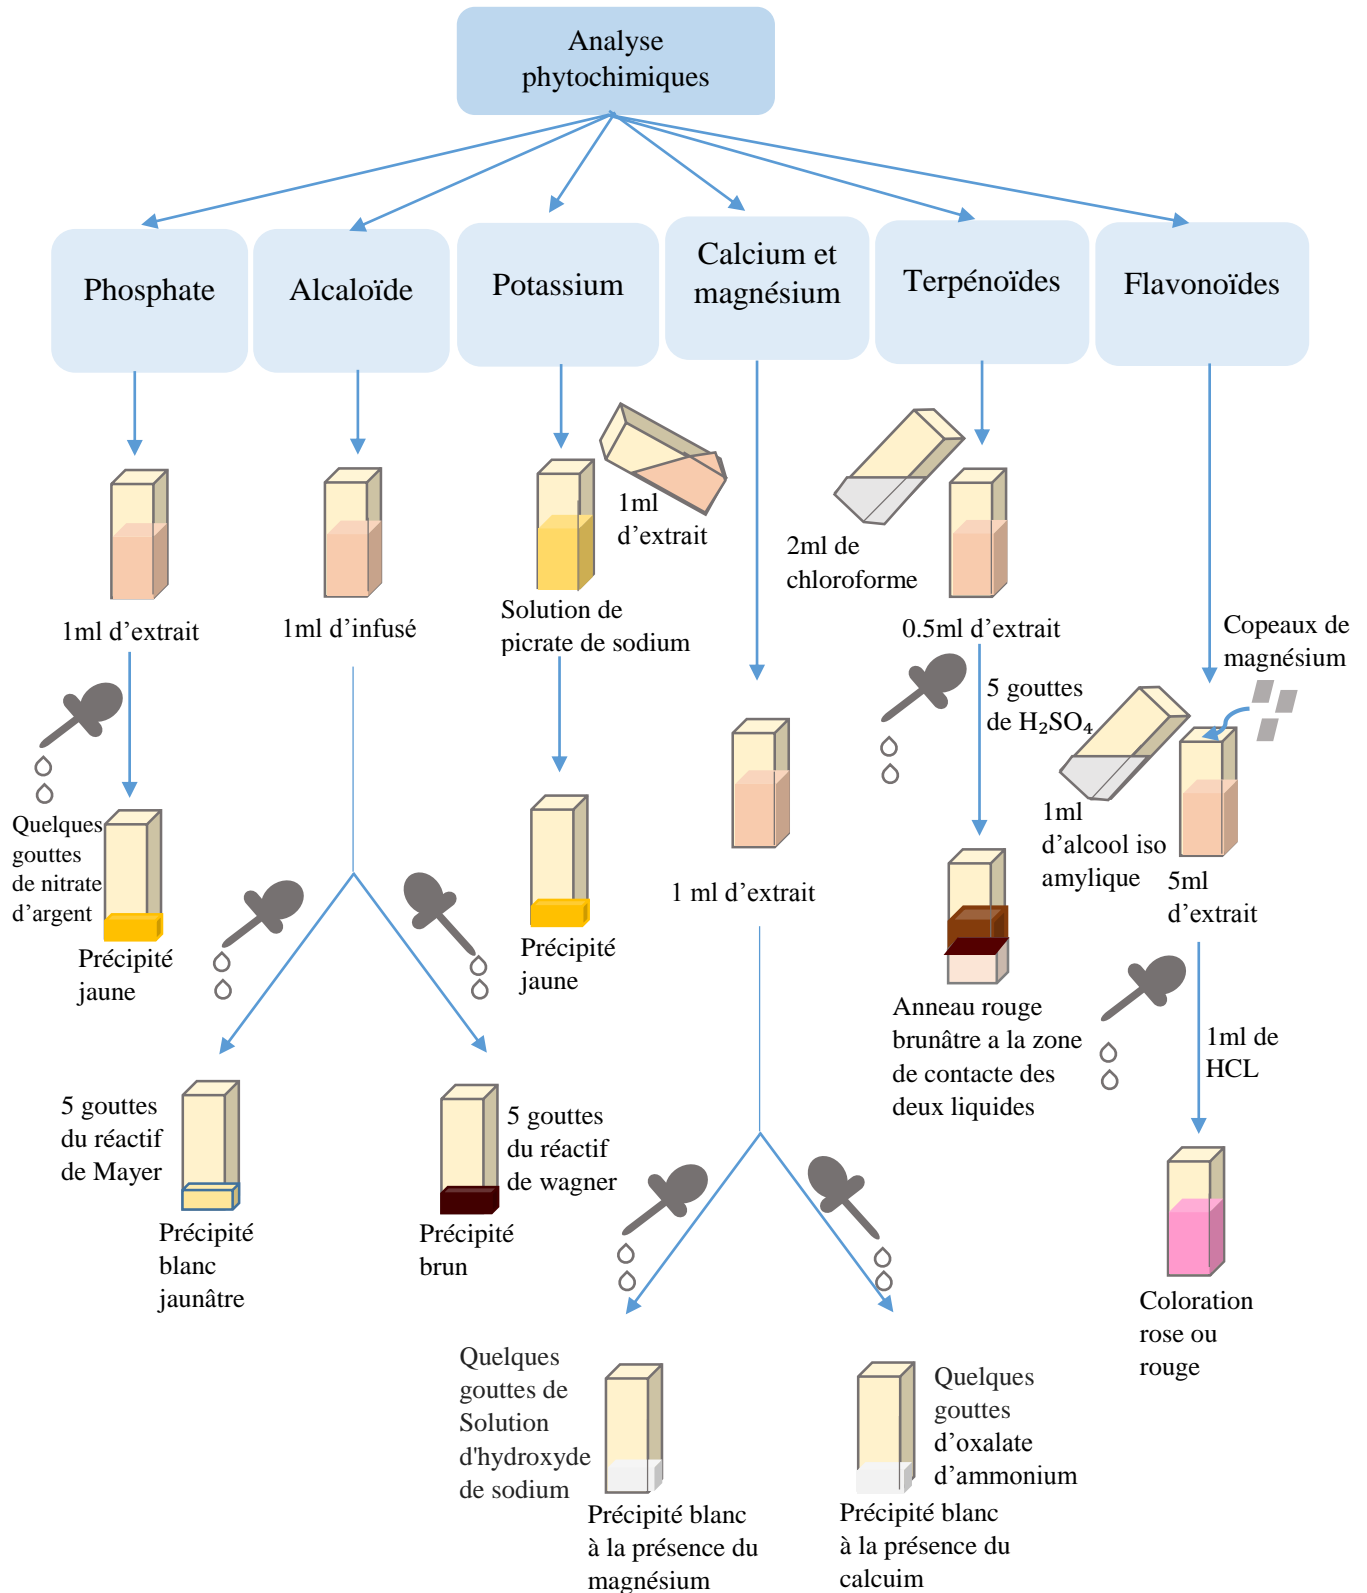 Analyse
phytochimiques
Phosphate
Alcaloïde
Potassium
Calcium et
magnésium
Terpénoïdes
Flavonoïdes
1ml d’extrait
Quelques
gouttes
de nitrate
d’argent
Précipité
jaune
1ml d’infusé
5 gouttes
du réactif
de Mayer
Précipité
blanc
jaunâtre
5 gouttes
du réactif
de wagner
Précipité
brun
1ml
d’extrait
Solution de
picrate de sodium
Précipité
jaune
1 ml d’extrait
Quelques
gouttes de
Solution
d'hydroxyde
de sodium
Précipité blanc
à la présence du
magnésium
Quelques
gouttes
d’oxalate
d’ammonium
Précipité blanc
à la présence du
calcuim
2ml de
chloroforme
0.5ml d’extrait
5 gouttes
de H₂SO₄
Anneau rouge
brunâtre a la zone
de contacte des
deux liquides
Copeaux de
magnésium
1ml
d’alcool iso
amylique
5ml
d’extrait
1ml de
HCL
Coloration
rose ou
rouge